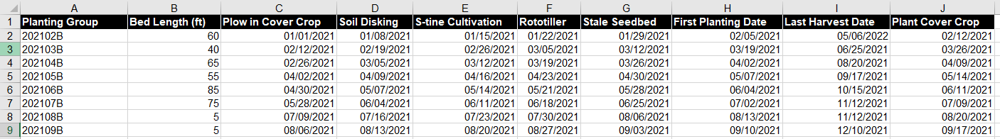 A B C D E F G H I J
1 Planting Group Bed Length (ft) Plow in Cover Crop Soil Disking S-tine Cultivation Rototiller Stale Seedbed First Planting Date Last Harvest Date Plant Cover Crop
2 202102B 60 01/01/2021 01/08/2021 01/15/2021 01/22/2021 01/29/2021 02/05/2021 05/06/2022 02/12/2021
3 202103B 40 02/12/2021 02/19/2021 02/26/2021 03/05/2021 03/12/2021 03/19/2021 06/25/2021 03/26/2021
4 202104B 65 02/26/2021 03/05/2021 03/12/2021 03/19/2021 03/26/2021 04/02/2021 08/20/2021 04/09/2021
5 202105B 55 04/02/2021 04/09/2021 04/16/2021 04/23/2021 04/30/2021 05/07/2021 09/17/2021 05/14/2021
6 202106B 85 04/30/2021 05/07/2021 05/14/2021 05/21/2021 05/28/2021 06/04/2021 10/15/2021 06/11/2021
7 202107B 75 05/28/2021 06/04/2021 06/11/2021 06/18/2021 06/25/2021 07/02/2021 11/12/2021 07/09/2021
8 202108B 5 07/09/2021 07/16/2021 07/23/2021 07/30/2021 08/06/2021 08/13/2021 11/12/2021 08/20/2021
9 202109B 5 08/06/2021 08/13/2021 08/20/2021 08/27/2021 09/03/2021 09/10/2021 12/10/2021 09/17/2021